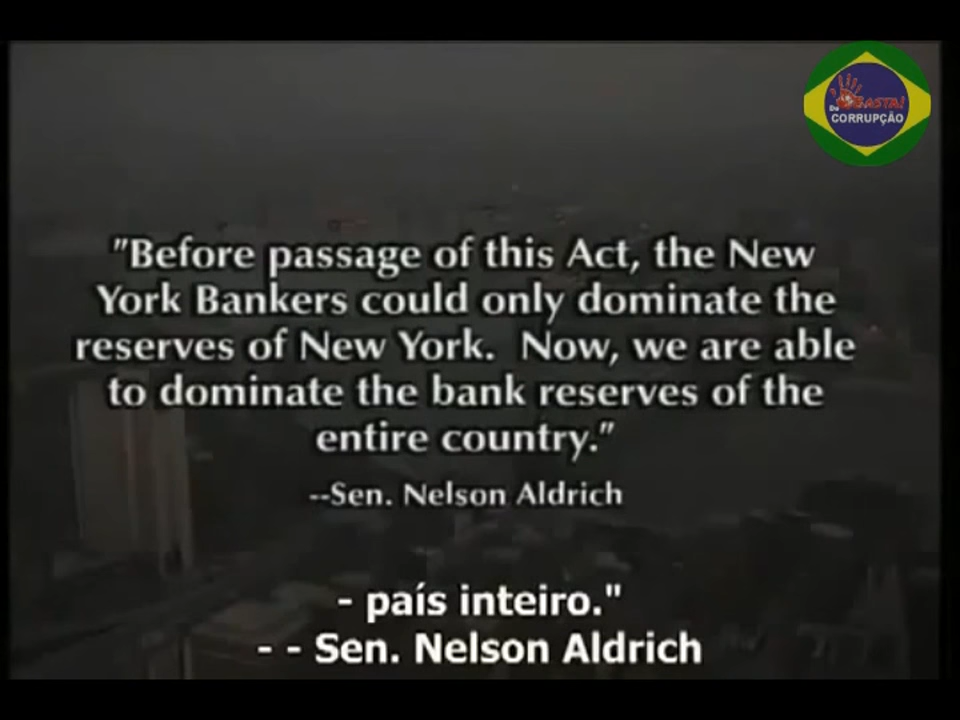 BASTA!
De
CORRUPÇÃO
"Before passage of this Act, the New
York Bankers could only dominate the
reserves of New York. Now, we are able
to dominate the bank reserves of the
entire country."
--Sen. Nelson Aldrich
- país inteiro."
- - Sen. Nelson Aldrich